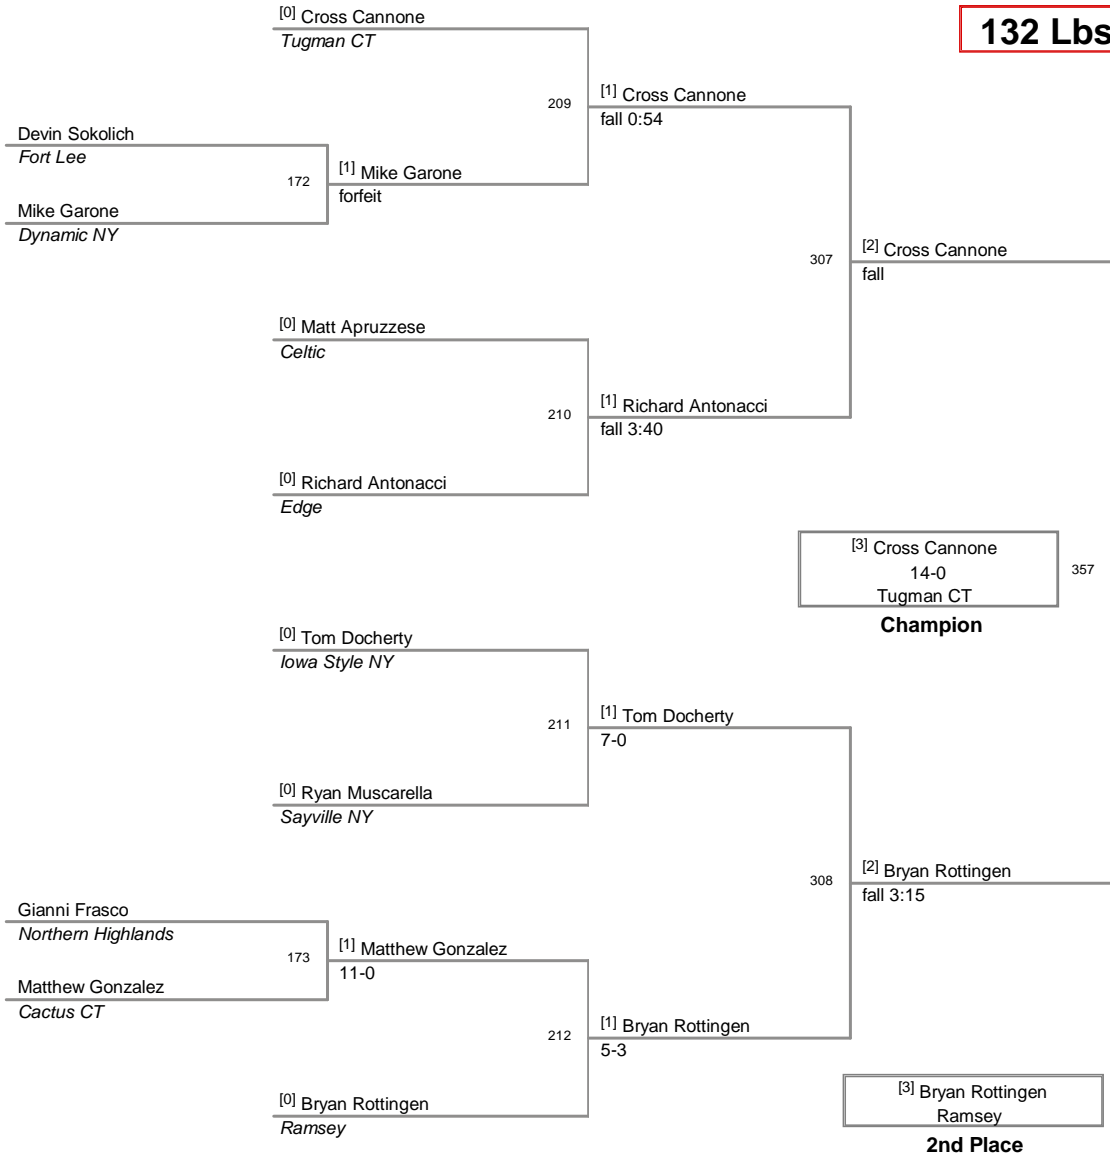 [0] Cross Cannone
Tugman CT
132 Lbs
209
[1] Cross Cannone
fall 0:54
Devin Sokolich
Fort Lee
172
[1] Mike Garone
forfeit
Mike Garone
Dynamic NY
307
[2] Cross Cannone
fall
[0] Matt Apruzzese
Celtic
210
[1] Richard Antonacci
fall 3:40
[0] Richard Antonacci
Edge
[3] Cross Cannone
14-0
Tugman CT
357
Champion
[0] Tom Docherty
Iowa Style NY
211
[1] Tom Docherty
7-0
[0] Ryan Muscarella
Sayville NY
308
[2] Bryan Rottingen
fall 3:15
Gianni Frasco
Northern Highlands
173
[1] Matthew Gonzalez
11-0
Matthew Gonzalez
Cactus CT
212
[1] Bryan Rottingen
5-3
[0] Bryan Rottingen
Ramsey
[3] Bryan Rottingen
Ramsey
2nd Place